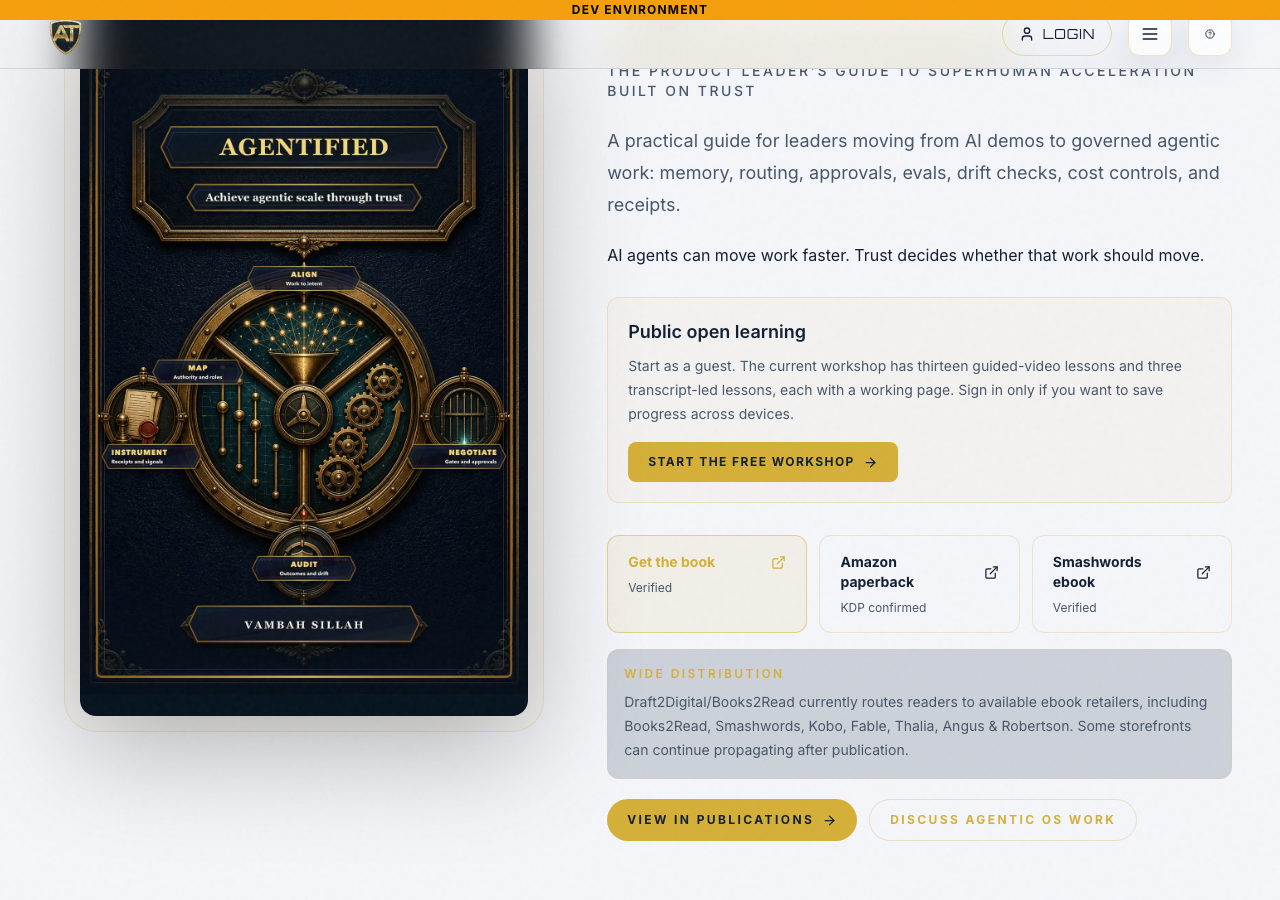 DEV ENVIRONMENT
AT
LOGIN
THE PRODUCT LEADER'S GUIDE TO SUPERHUMAN ACCELERATION
BUILT ON TRUST
A practical guide for leaders moving from AI demos to governed agentic
work: memory, routing, approvals, evals, drift checks, cost controls, and
receipts.
AI agents can move work faster. Trust decides whether that work should move.
Public open learning
Start as a guest. The current workshop has thirteen guided-video lessons and three
transcript-led lessons, each with a working page. Sign in only if you want to save
progress across devices.
START THE FREE WORKSHOP
Get the book
Verified
Amazon
paperback
KDP confirmed
Smashwords
ebook
Verified
WIDE DISTRIBUTION
Draft2Digital/Books2Read currently routes readers to available ebook retailers, including
Books2Read, Smashwords, Kobo, Fable, Thalia, Angus & Robertson. Some storefronts
can continue propagating after publication.
VIEW IN PUBLICATIONS
DISCUSS AGENTIC OS WORK
AGENTIFIED
Achieve agentic scale through trust
ALIGN
Work to intent
MAP
Authority and roles
INSTRUMENT
Receipts and signals
NEGOTIATE
Gates and approvals
AUDIT
Outcomes and drift
VAMBAH SILLAH